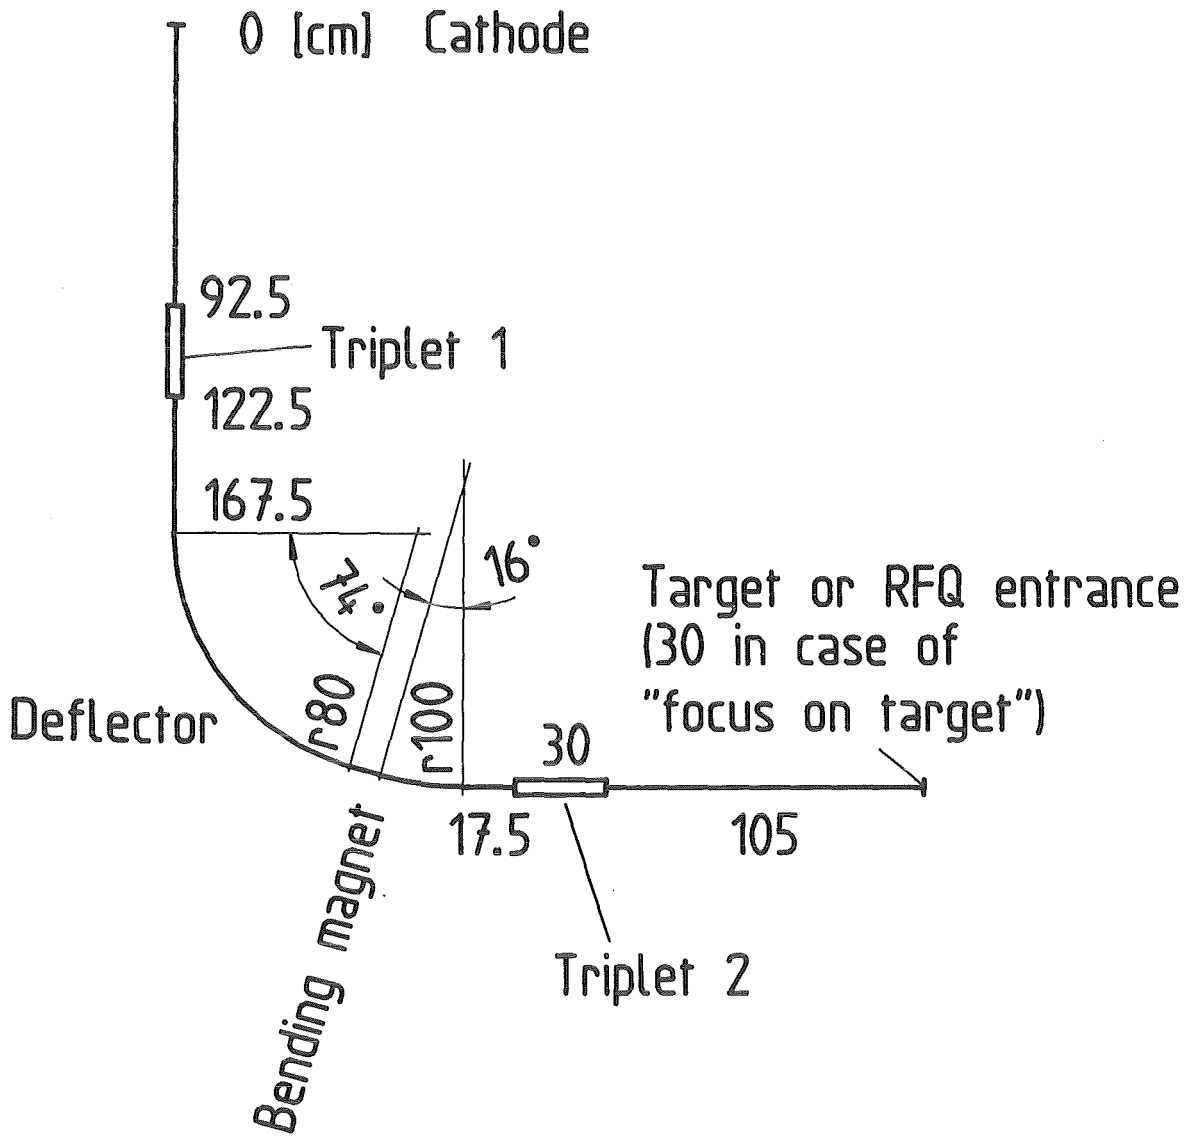 0 [cm] Cathode
92.5
Triplet 1
122.5
167.5
74°
16°
Target or RFQ entrance
(30 in case of
"focus on target")
r80
r100
Deflector
30
17.5
105
Bending magnet
Triplet 2